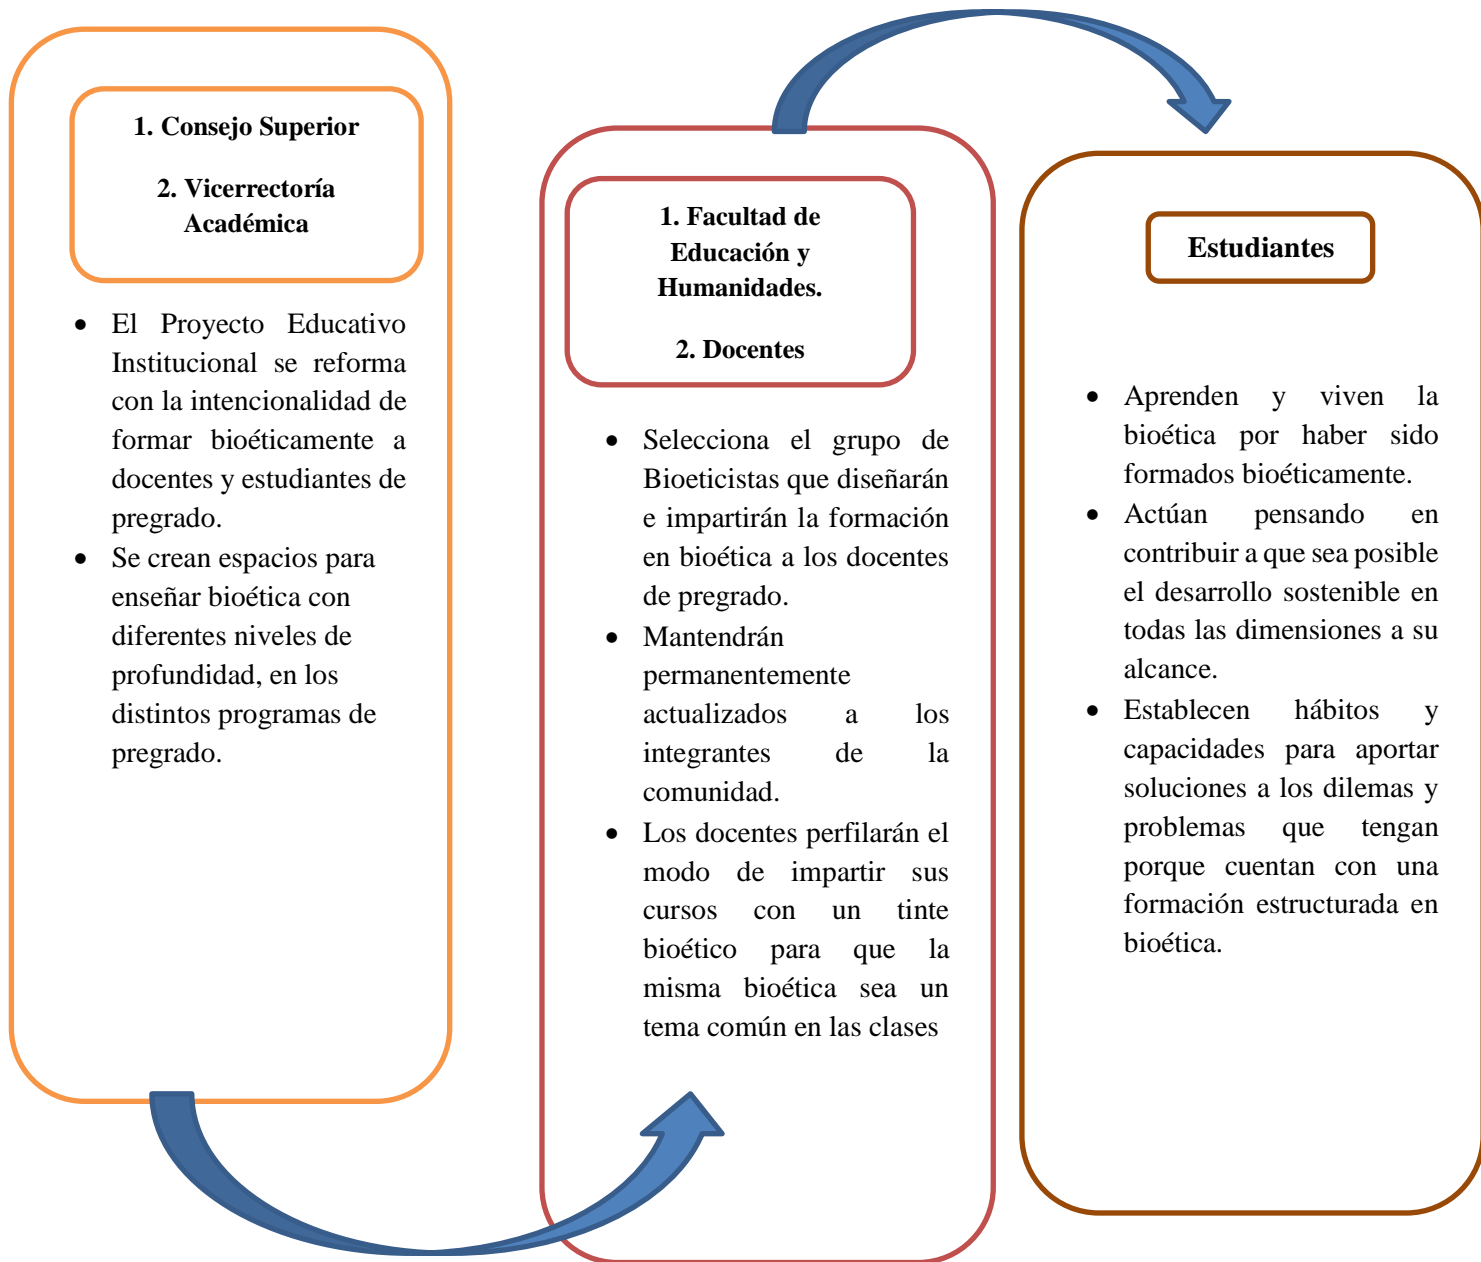 1. Consejo Superior
2. Vicerrectoría
Académica
• El Proyecto Educativo
Institucional se reforma
con la intencionalidad de
formar bioéticamente a
docentes y estudiantes de
pregrado.
• Se crean espacios para
enseñar bioética con
diferentes niveles de
profundidad, en los
distintos programas de
pregrado.
1. Facultad de
Educación y
Humanidades.
2. Docentes
• Selecciona el grupo de
Bioeticistas que diseñarán
e impartirán la formación
en bioética a los docentes
de pregrado.
• Mantendrán
permanentemente
actualizados a los
integrantes de la
comunidad.
• Los docentes perfilarán el
modo de impartir sus
cursos con un tinte
bioético para que la
misma bioética sea un
tema común en las clases
Estudiantes
• Aprenden y viven la
bioética por haber sido
formados bioéticamente.
• Actúan pensando en
contribuir a que sea posible
el desarrollo sostenible en
todas las dimensiones a su
alcance.
• Establecen hábitos y
capacidades para aportar
soluciones a los dilemas y
problemas que tengan
porque cuentan con una
formación estructurada en
bioética.